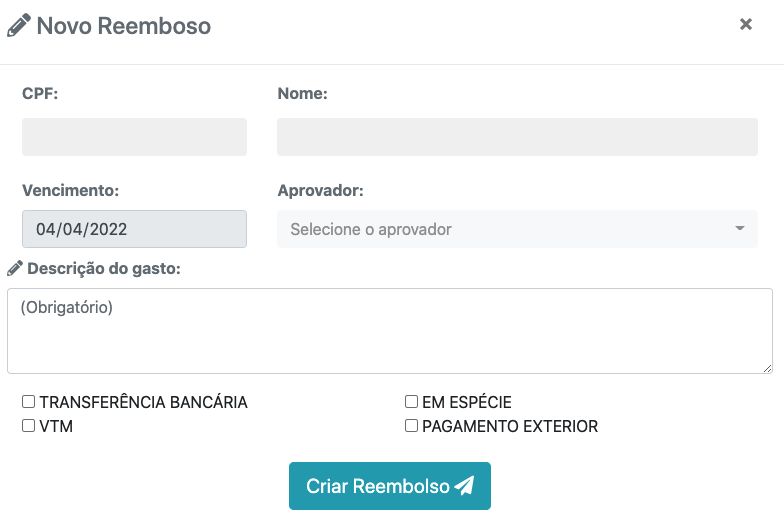 Novo Reemboso
×
CPF:
Nome:
Vencimento:
Aprovador:
04/04/2022
Selecione o aprovador
Descrição do gasto:
(Obrigatório)
TRANSFERÊNCIA BANCÁRIA
EM ESPÉCIE
VTM
PAGAMENTO EXTERIOR
Criar Reembolso